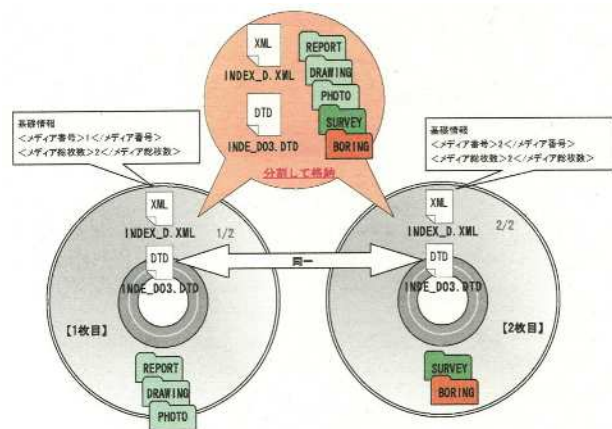 XML
INDEX_D.XML
DTD
INDE_D03.DTD
REPORT
DRAWING
PHOTO
SURVEY
BORING
分割して格納
基礎情報
<メディア番号>1</メディア番号>
<メディア総枚数>2</メディア総枚数>
基礎情報
<メディア番号>2</メディア番号>
<メディア総枚数>2</メディア総枚数>
XML
INDEX_D.XML
1/2
DTD
INDE_D03.DTD
【1枚目】
REPORT
DRAWING
PHOTO
同一
XML
INDEX_D.XML
2/2
DTD
INDE_D03.DTD
【2枚目】
SURVEY
BORING